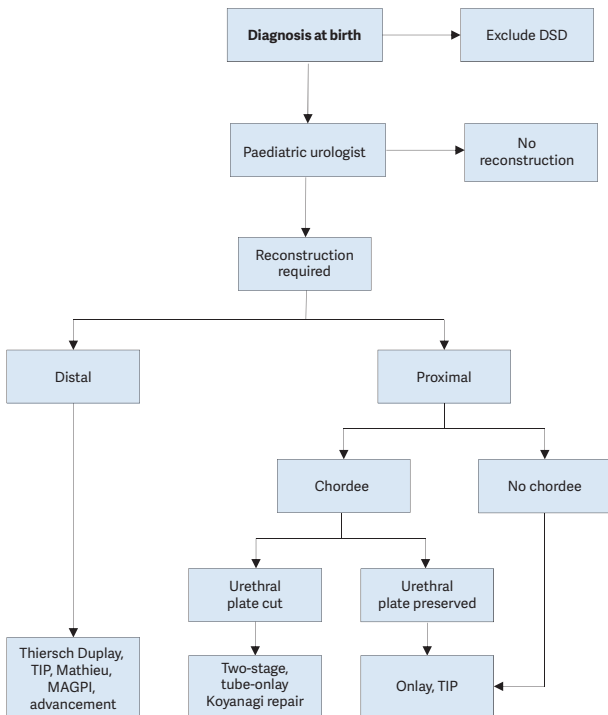 Diagnosis at birth
Exclude DSD
Paediatric urologist
No
reconstruction
Reconstruction
required
Distal
Proximal
Chordee
No chordee
Urethral
plate cut
Urethral
plate preserved
Thiersch Duplay,
TIP, Mathieu,
MAGPI,
advancement
Two-stage,
tube-onlay
Koyanagi repair
Onlay, TIP